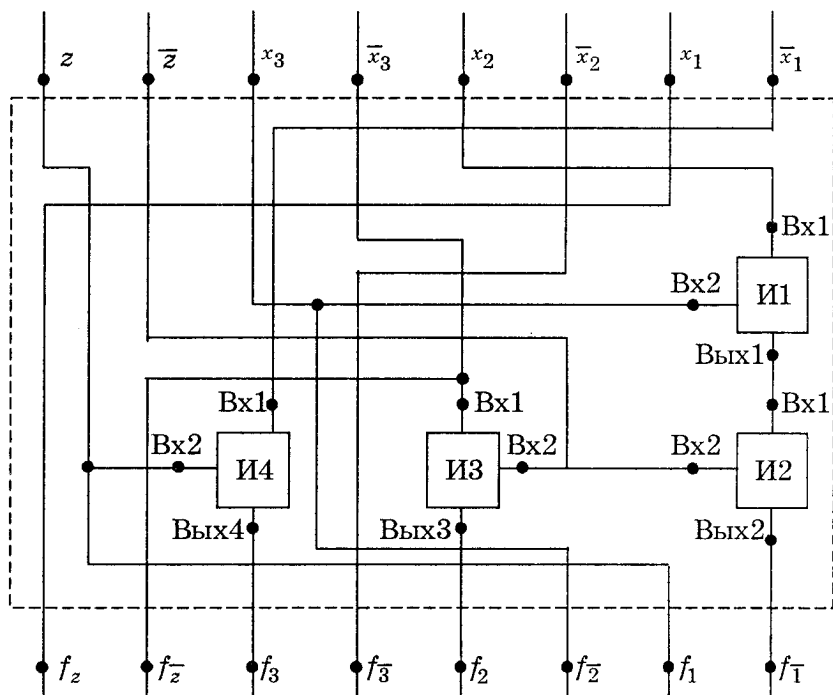 z z̅ x₃ x̅₃ x₂ x̅₂ x₁ x̅₁
Вх1
Вх2 И1
Вых1
Вх1 Вх1 Вх1
Вх2 И4 И3 Вх2 Вх2 И2
Вых4 Вых3 Вых2
f_z f_z̅ f₃ f_3̅ f₂ f_2̅ f₁ f_1̅